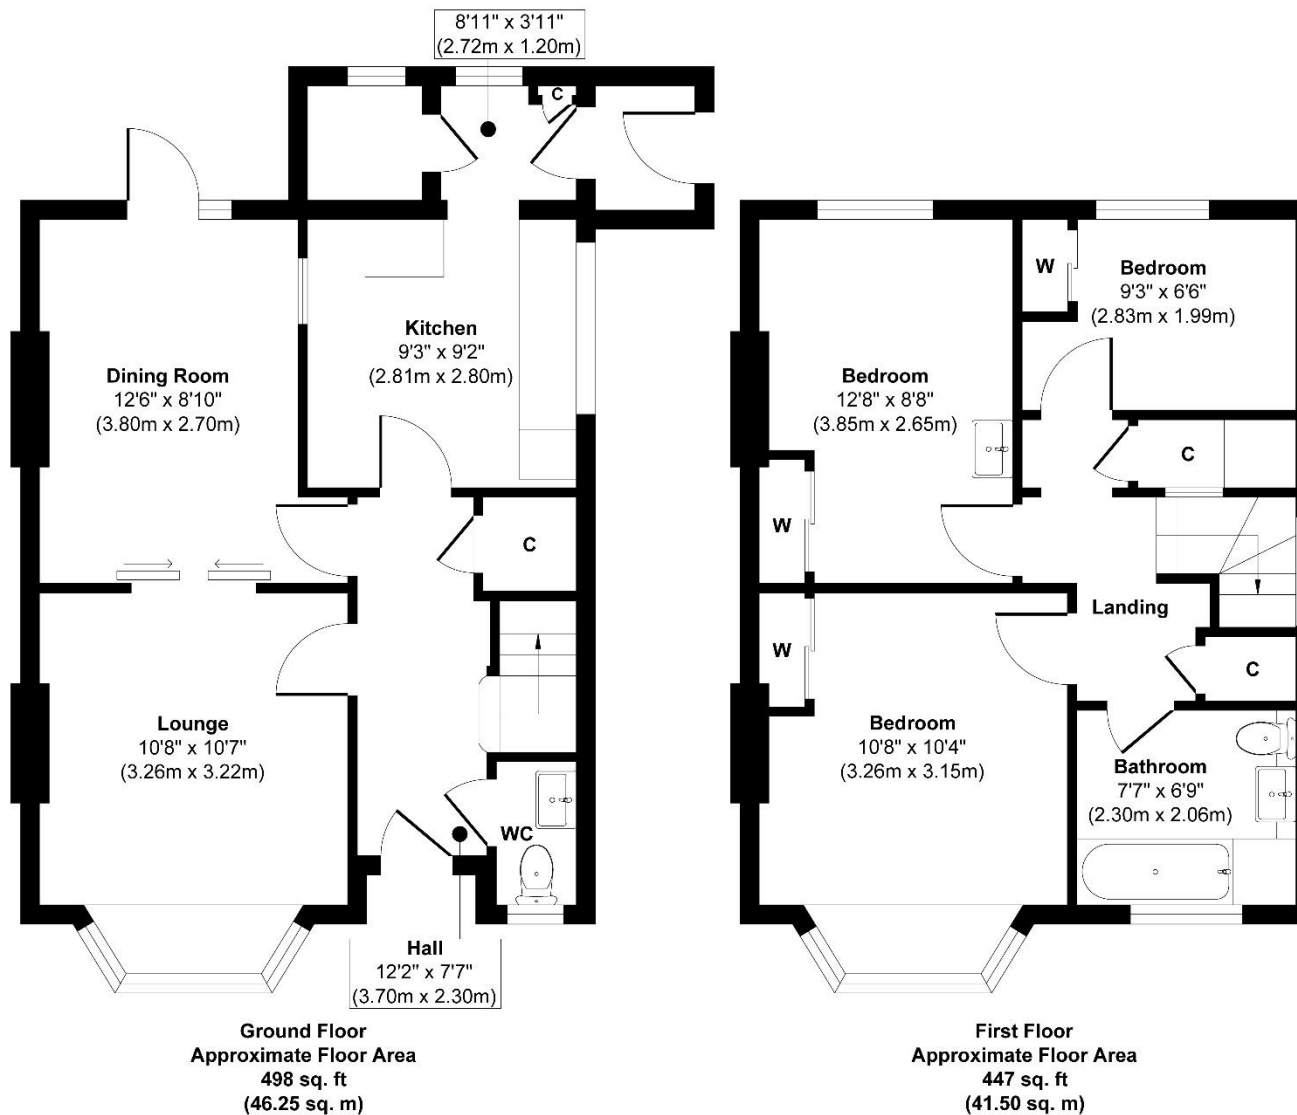 8'11" x 3'11"
(2.72m x 1.20m)
C
Kitchen
9'3" x 9'2"
(2.81m x 2.80m)
Dining Room
12'6" x 8'10"
(3.80m x 2.70m)
C
Lounge
10'8" x 10'7"
(3.26m x 3.22m)
WC
Hall
12'2" x 7'7"
(3.70m x 2.30m)
Ground Floor
Approximate Floor Area
498 sq. ft
(46.25 sq. m)
W
Bedroom
9'3" x 6'6"
(2.83m x 1.99m)
Bedroom
12'8" x 8'8"
(3.85m x 2.65m)
C
W
Landing
W
C
Bedroom
10'8" x 10'4"
(3.26m x 3.15m)
Bathroom
7'7" x 6'9"
(2.30m x 2.06m)
First Floor
Approximate Floor Area
447 sq. ft
(41.50 sq. m)